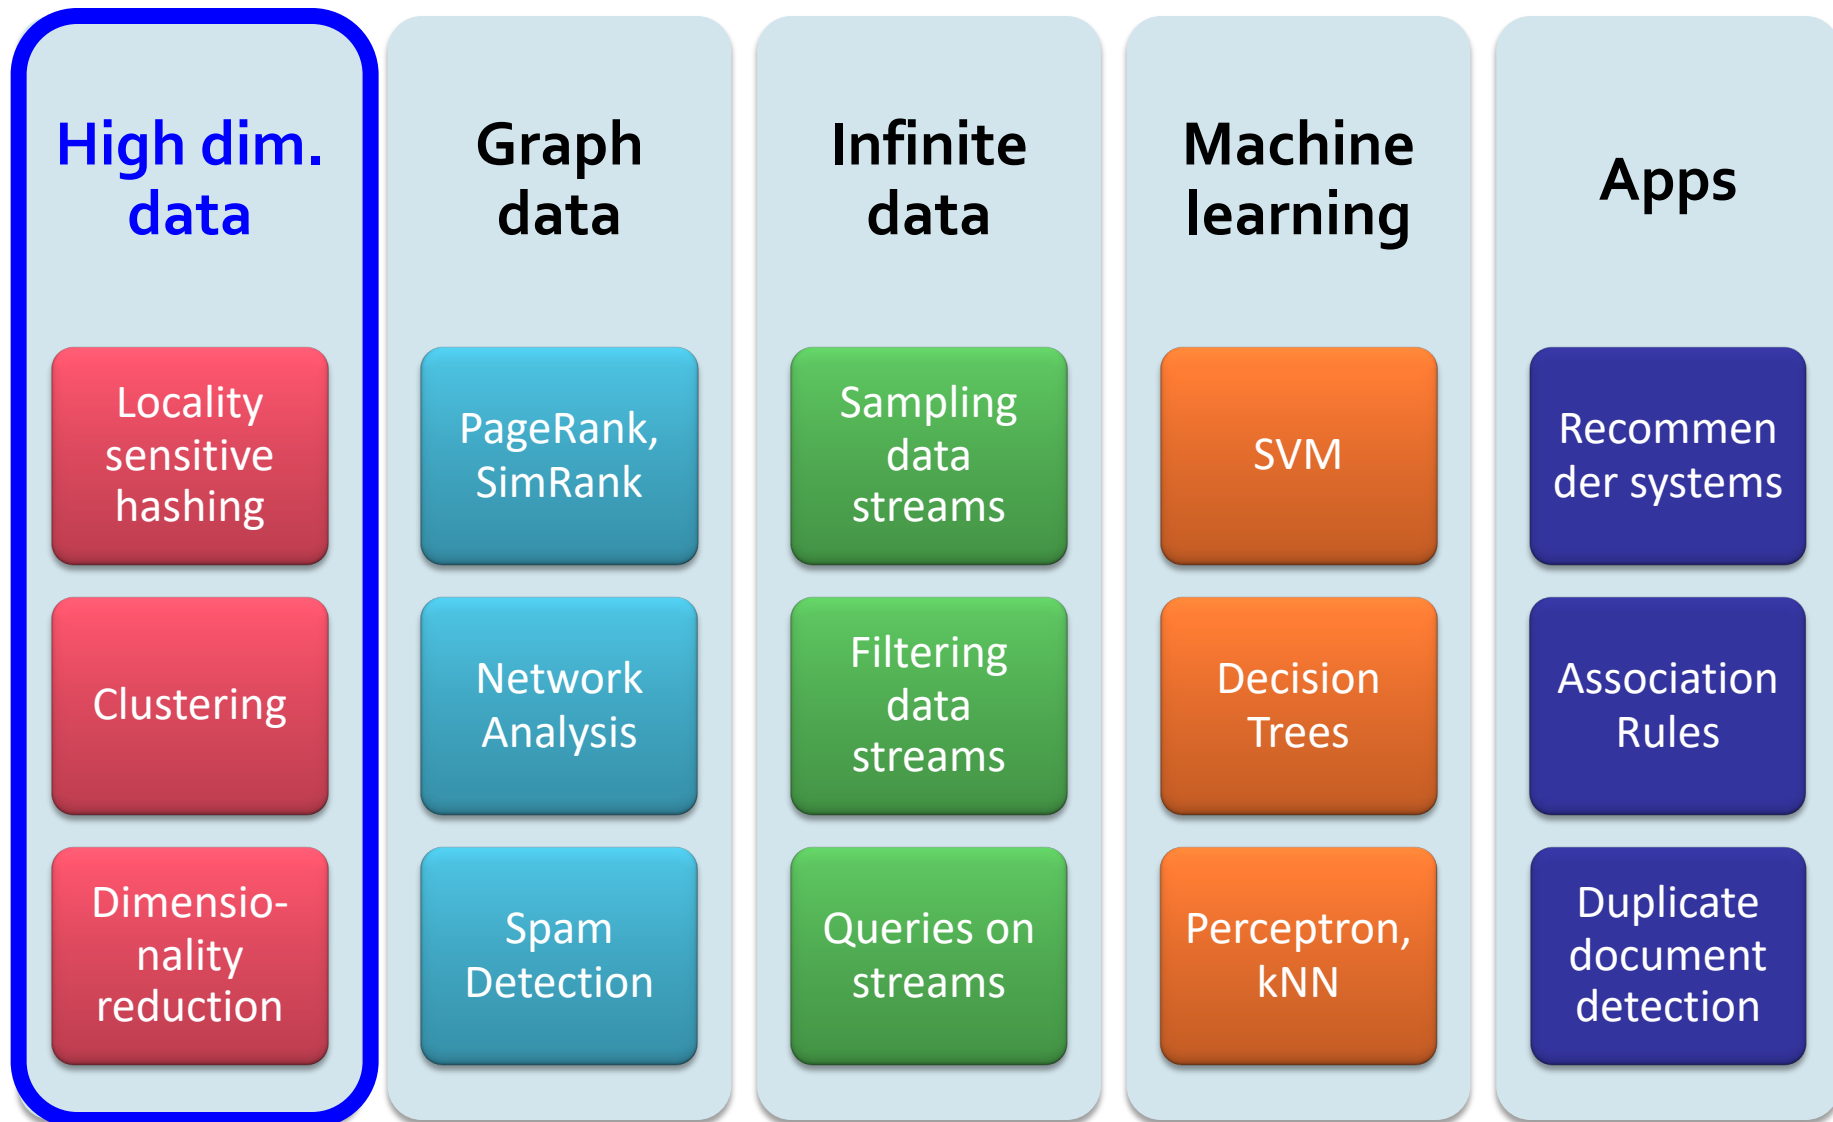 High dim.
data
Locality
sensitive
hashing
Clustering
Dimensio-
nality
reduction
Graph
data
PageRank,
SimRank
Network
Analysis
Spam
Detection
Infinite
data
Sampling
data
streams
Filtering
data
streams
Queries on
streams
Machine
learning
SVM
Decision
Trees
Perceptron,
kNN
Apps
Recommen
der systems
Association
Rules
Duplicate
document
detection